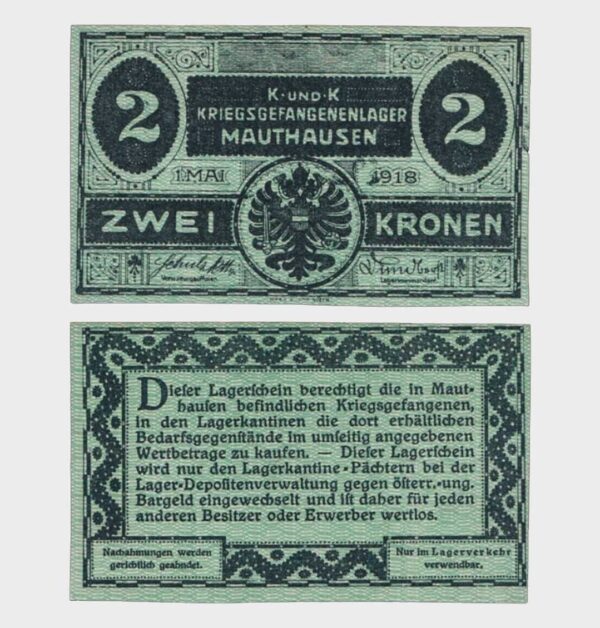 2
K · UND · K
KRIEGSGEFANGENENLAGER
MAUTHAUSEN
2
1 MAI 1918
ZWEI KRONEN
Lagerkommandant
Dieſer Lagerſchein berechtigt die in Maut-
hauſen befindlichen Kriegsgefangenen,
in den Lagerkantinen die dort erhältlichen
Bedarfsgegenſtände im umſeitig angegebenen
Wertbetrage zu kaufen. — Dieſer Lagerſchein
wird nur den Lagerkantine-Pächtern bei der
Lager-Depoſitenverwaltung gegen öſterr.-ung.
Bargeld eingewechſelt und iſt daher für jeden
anderen Beſitzer oder Erwerber wertlos.
Nachahmungen werden
gerichtlich geahndet.
Nur im Lagerverkehr
verwendbar.